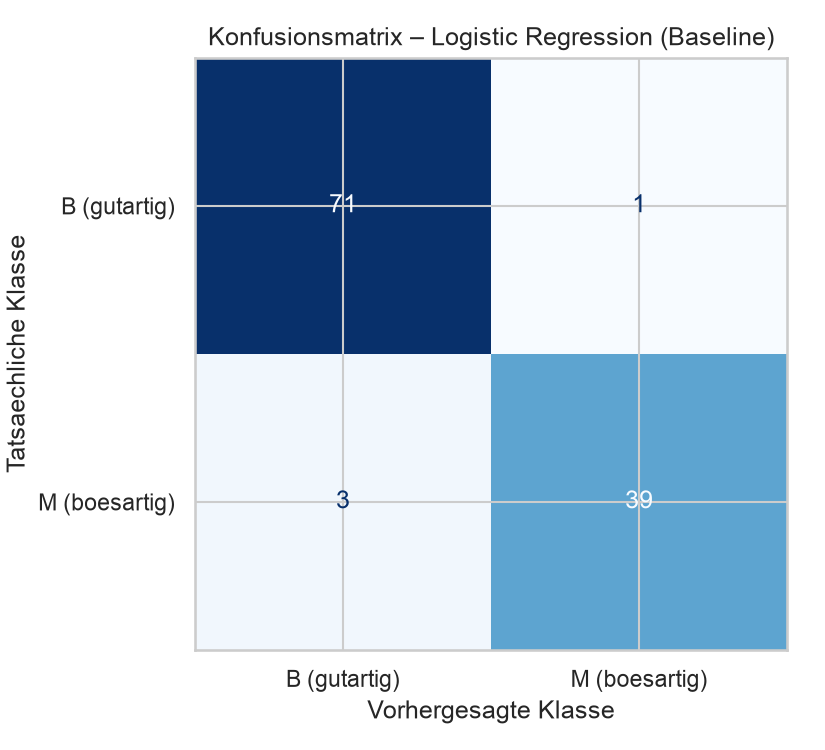 Konfusionsmatrix – Logistic Regression (Baseline)
Tatsaechliche Klasse
B (gutartig)
71
1
M (boesartig)
3
39
B (gutartig)
M (boesartig)
Vorhergesagte Klasse